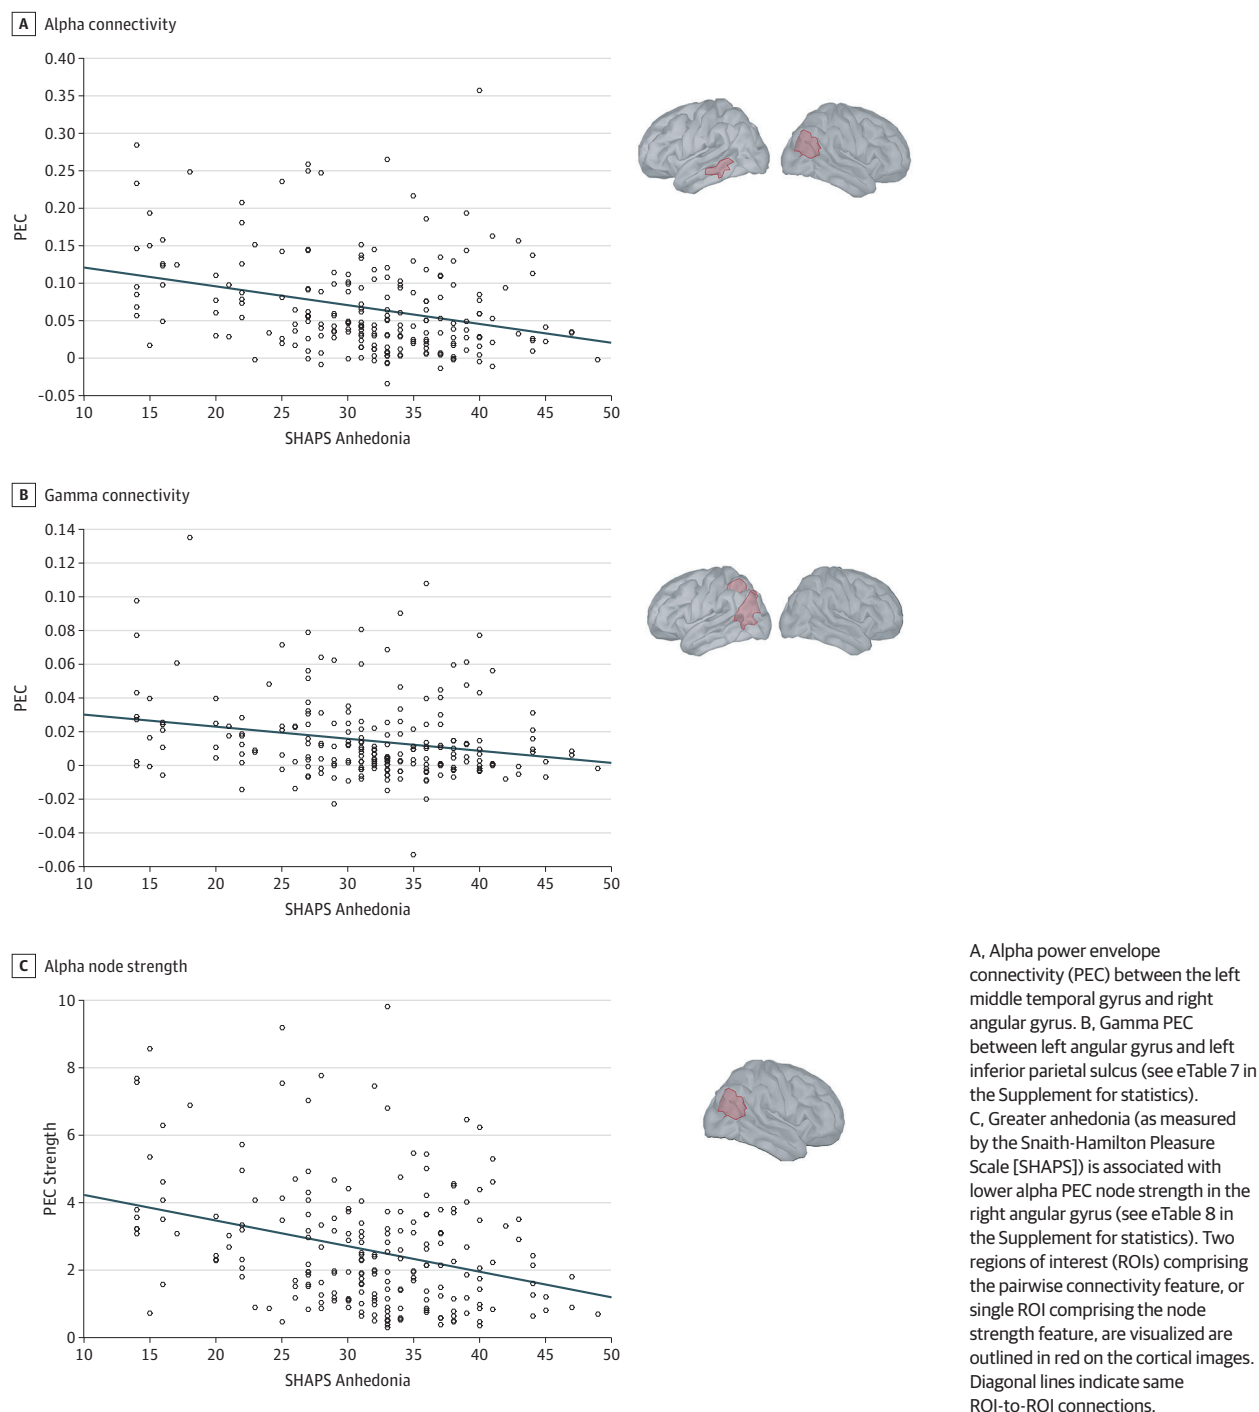 A Alpha connectivity
0.40
0.35
0.30
0.25
0.20
0.15
0.10
0.05
0
-0.05
PEC
10 15 20 25 30 35 40 45 50
SHAPS Anhedonia
B Gamma connectivity
0.14
0.12
0.10
0.08
0.06
0.04
0.02
0
-0.02
-0.04
-0.06
PEC
10 15 20 25 30 35 40 45 50
SHAPS Anhedonia
C Alpha node strength
10
8
6
4
2
0
PEC Strength
10 15 20 25 30 35 40 45 50
SHAPS Anhedonia
A, Alpha power envelope
connectivity (PEC) between the left
middle temporal gyrus and right
angular gyrus. B, Gamma PEC
between left angular gyrus and left
inferior parietal sulcus (see eTable 7 in
the Supplement for statistics).
C, Greater anhedonia (as measured
by the Snaith-Hamilton Pleasure
Scale [SHAPS]) is associated with
lower alpha PEC node strength in the
right angular gyrus (see eTable 8 in
the Supplement for statistics). Two
regions of interest (ROIs) comprising
the pairwise connectivity feature, or
single ROI comprising the node
strength feature, are visualized are
outlined in red on the cortical images.
Diagonal lines indicate same
ROI-to-ROI connections.